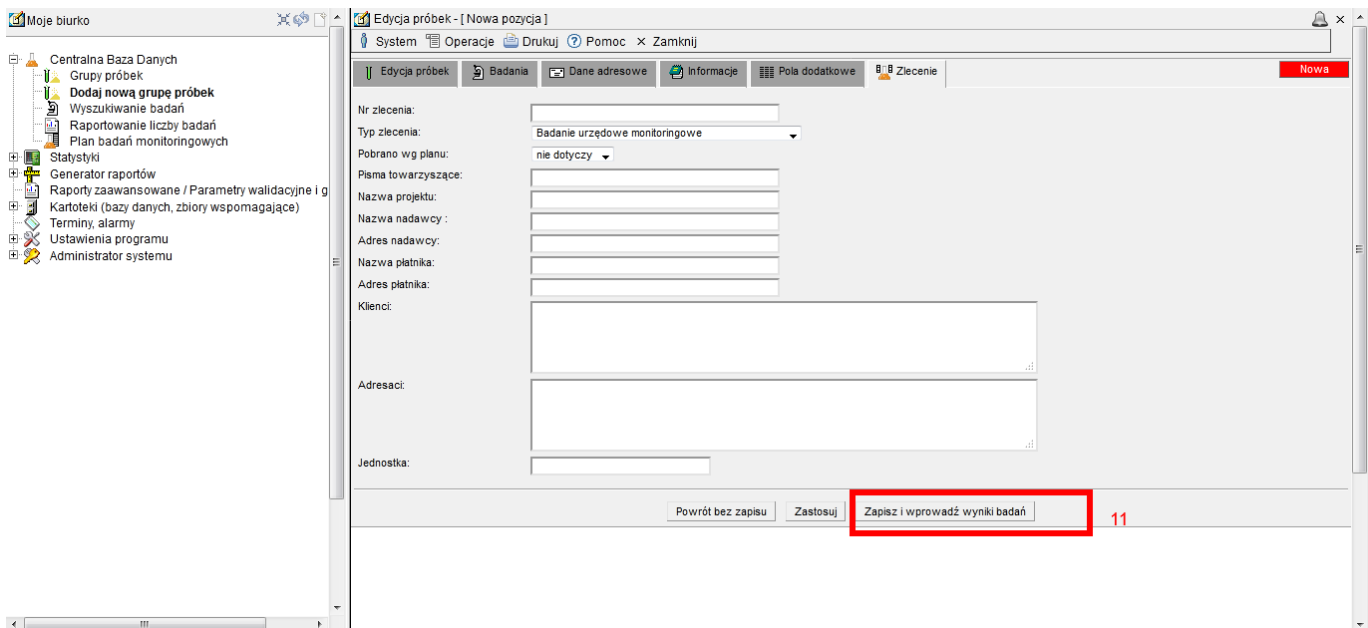 Moje biurko
Centralna Baza Danych
Grupy próbek
Dodaj nową grupę próbek
Wyszukiwanie badań
Raportowanie liczby badań
Plan badań monitoringowych
Statystyki
Generator raportów
Raporty zaawansowane / Parametry walidacyjne i g
Kartoteki (bazy danych, zbiory wspomagające)
Terminy, alarmy
Ustawienia programu
Administrator systemu
Edycja próbek - [ Nowa pozycja ]
System Operacje Drukuj Pomoc Zamknij
Edycja próbek Badania Dane adresowe Informacje Pola dodatkowe Zlecenie Nowa
Nr zlecenia:
Typ zlecenia: Badanie urzędowe monitoringowe
Pobrano wg planu: nie dotyczy
Pisma towarzyszące:
Nazwa projektu:
Nazwa nadawcy :
Adres nadawcy:
Nazwa płatnika:
Adres płatnika:
Klienci:
Adresaci:
Jednostka:
Powrót bez zapisu Zastosuj Zapisz i wprowadź wyniki badań 11